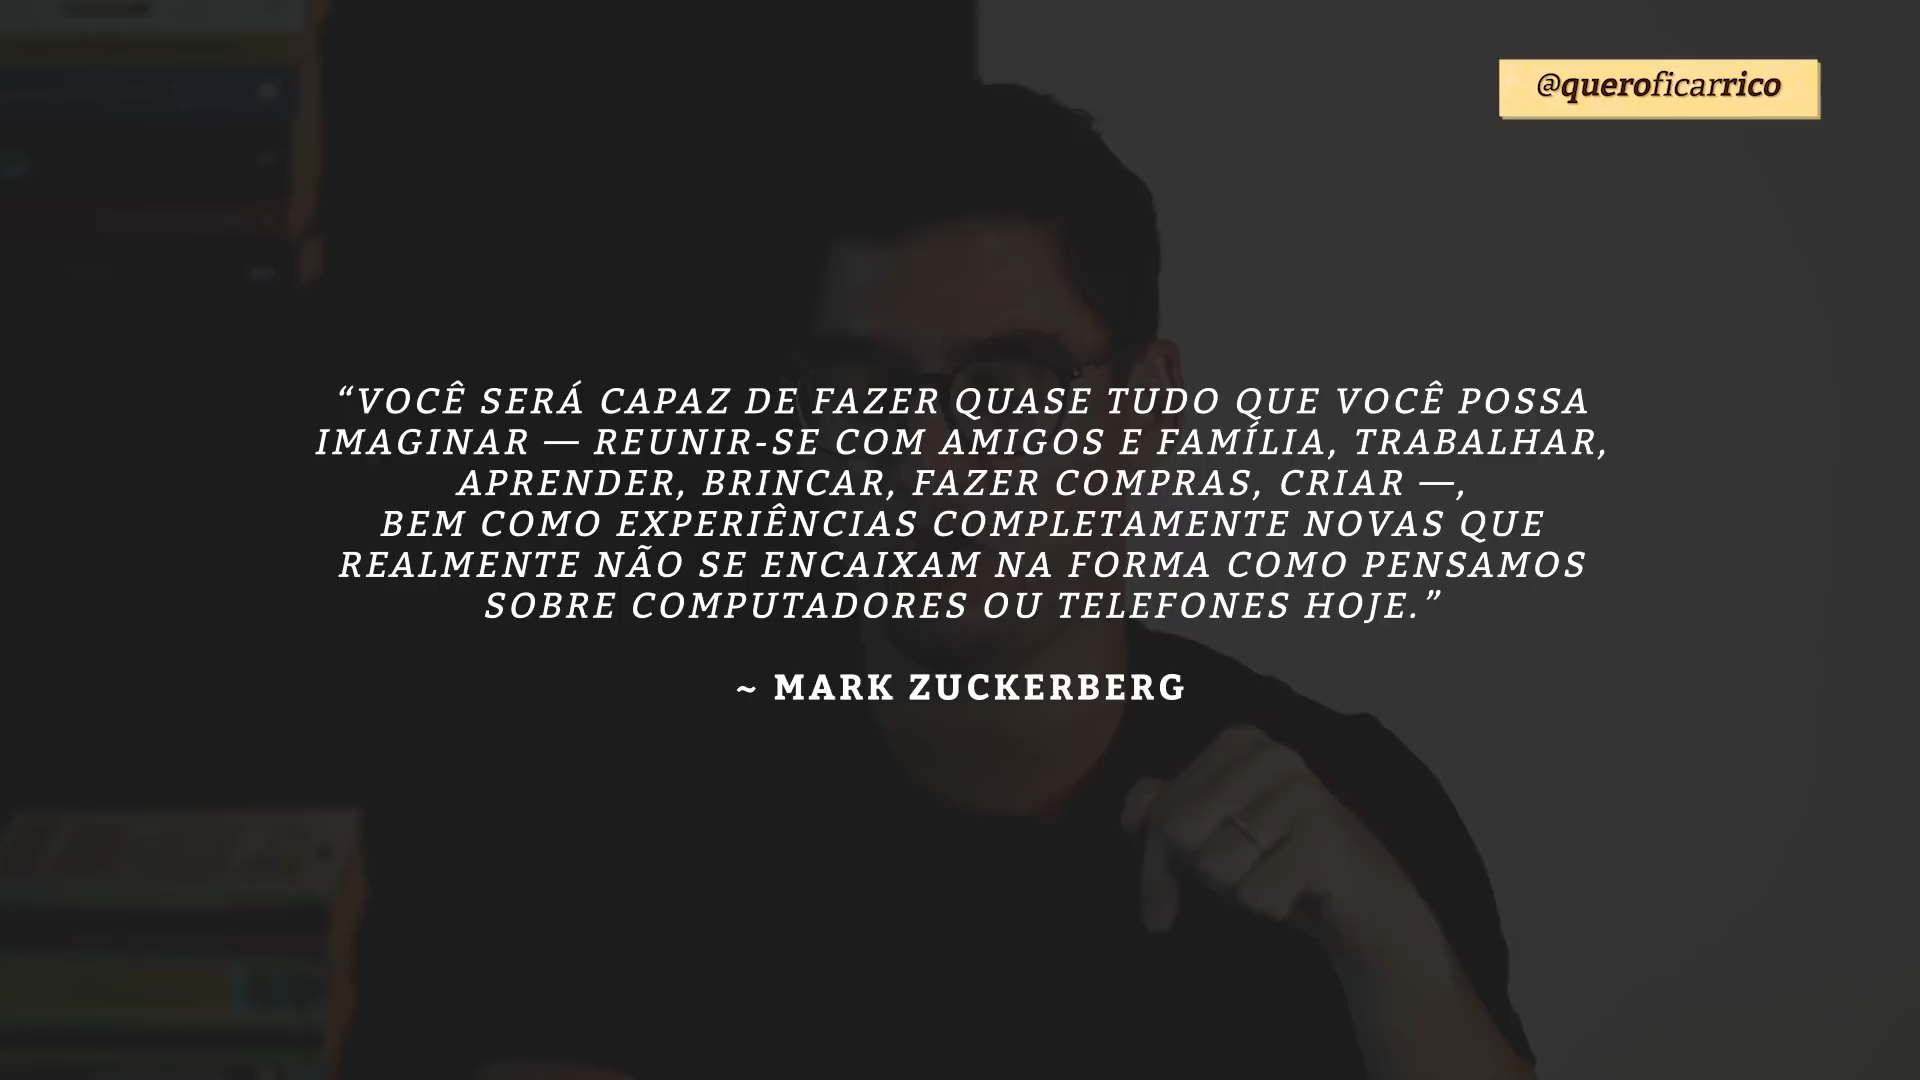 @queroficarrico
“VOCÊ SERÁ CAPAZ DE FAZER QUASE TUDO QUE VOCÊ POSSA
IMAGINAR — REUNIR-SE COM AMIGOS E FAMÍLIA, TRABALHAR,
APRENDER, BRINCAR, FAZER COMPRAS, CRIAR —,
BEM COMO EXPERIÊNCIAS COMPLETAMENTE NOVAS QUE
REALMENTE NÃO SE ENCAIXAM NA FORMA COMO PENSAMOS
SOBRE COMPUTADORES OU TELEFONES HOJE.”
~ MARK ZUCKERBERG